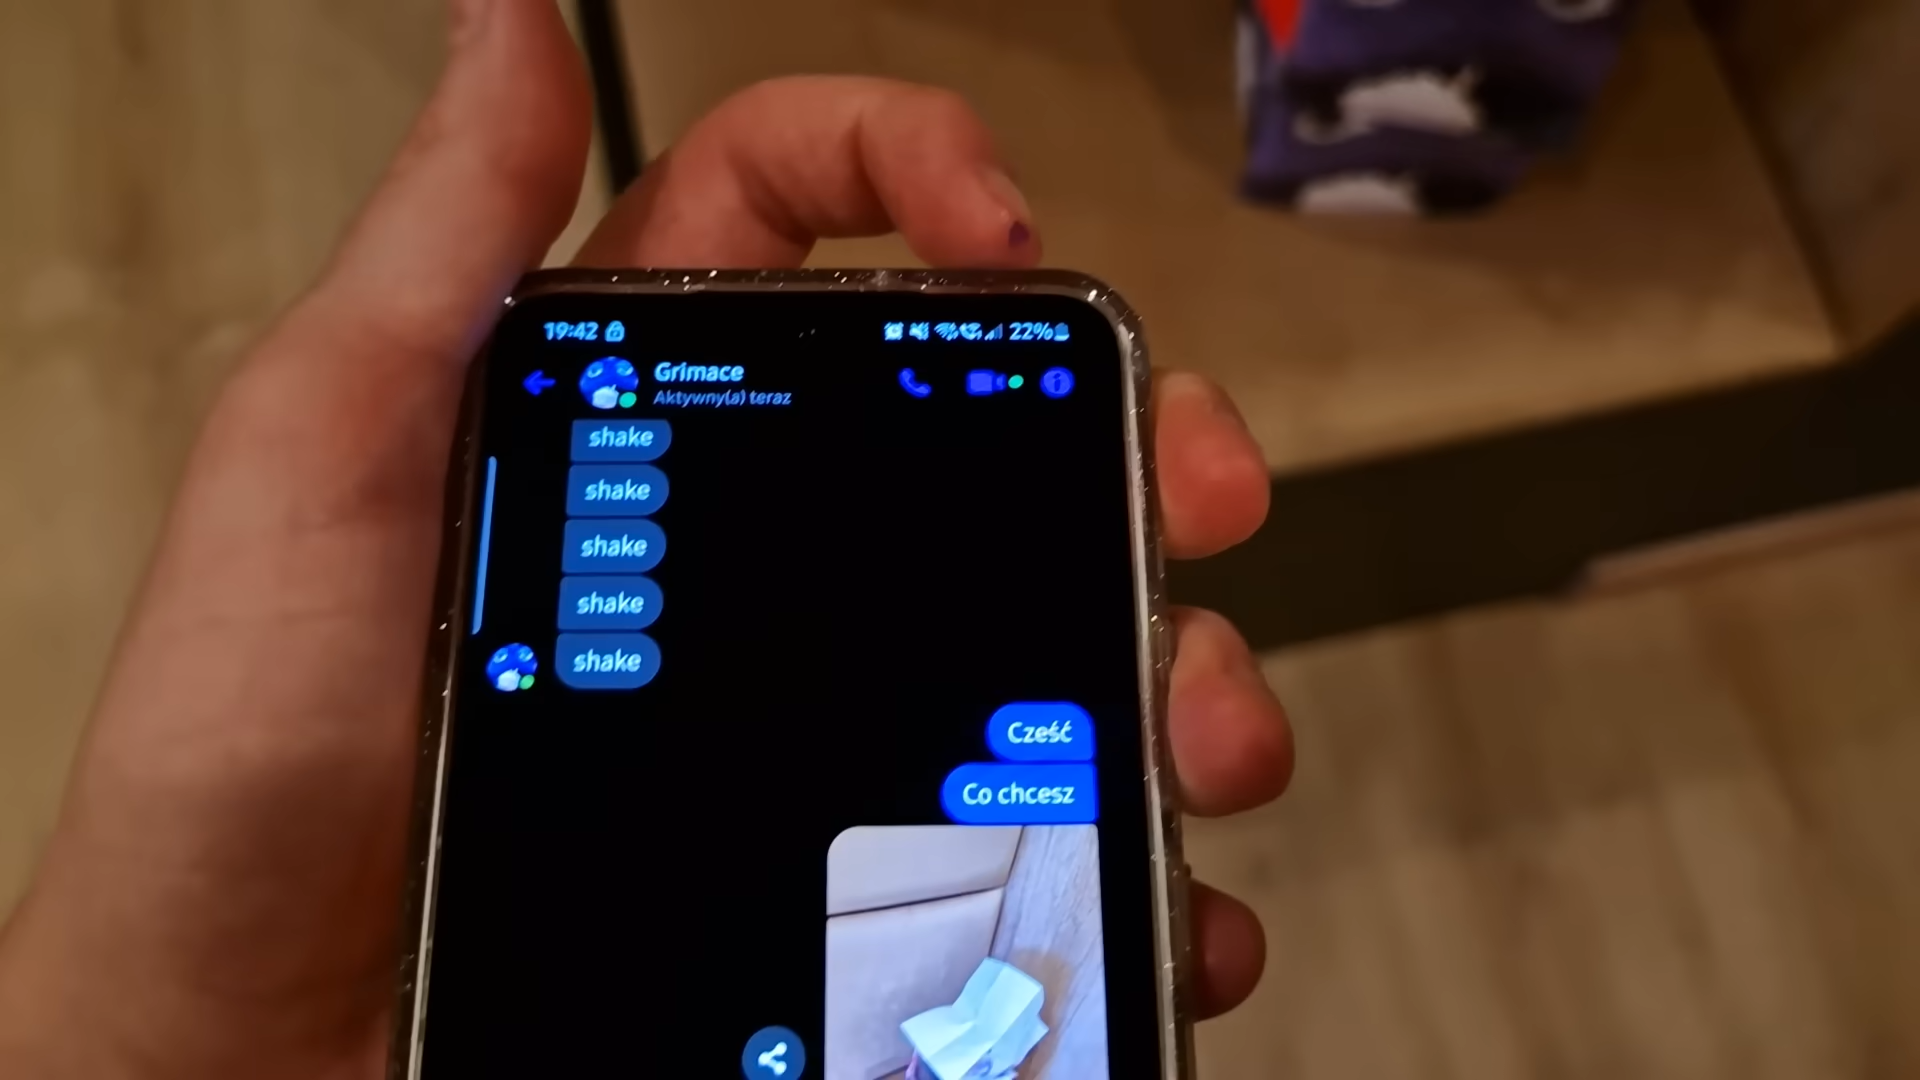 19:42
22%
Grimace
Aktywny(a) teraz
shake
shake
shake
shake
shake
Cześć
Co chcesz